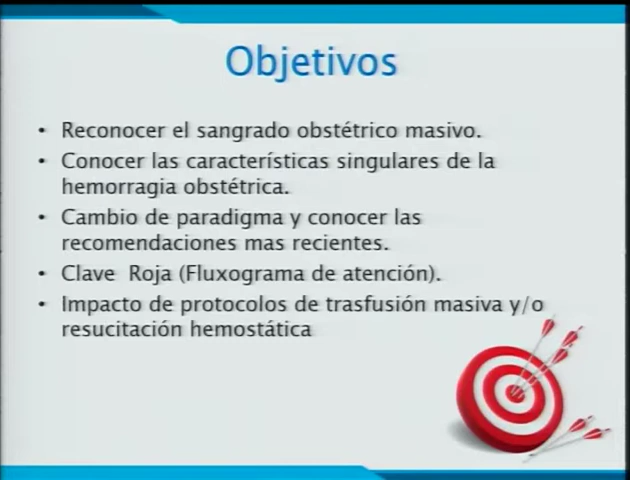 Objetivos
• Reconocer el sangrado obstétrico masivo.
• Conocer las características singulares de la
hemorragia obstétrica.
• Cambio de paradigma y conocer las
recomendaciones mas recientes.
• Clave Roja (Fluxograma de atención).
• Impacto de protocolos de trasfusión masiva y/o
resucitación hemostática